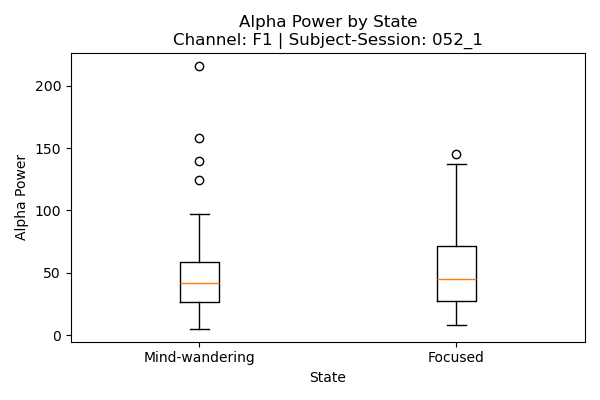 Alpha Power by State
Channel: F1 | Subject-Session: 052_1
Alpha Power
200
150
100
50
0
Mind-wandering
Focused
State